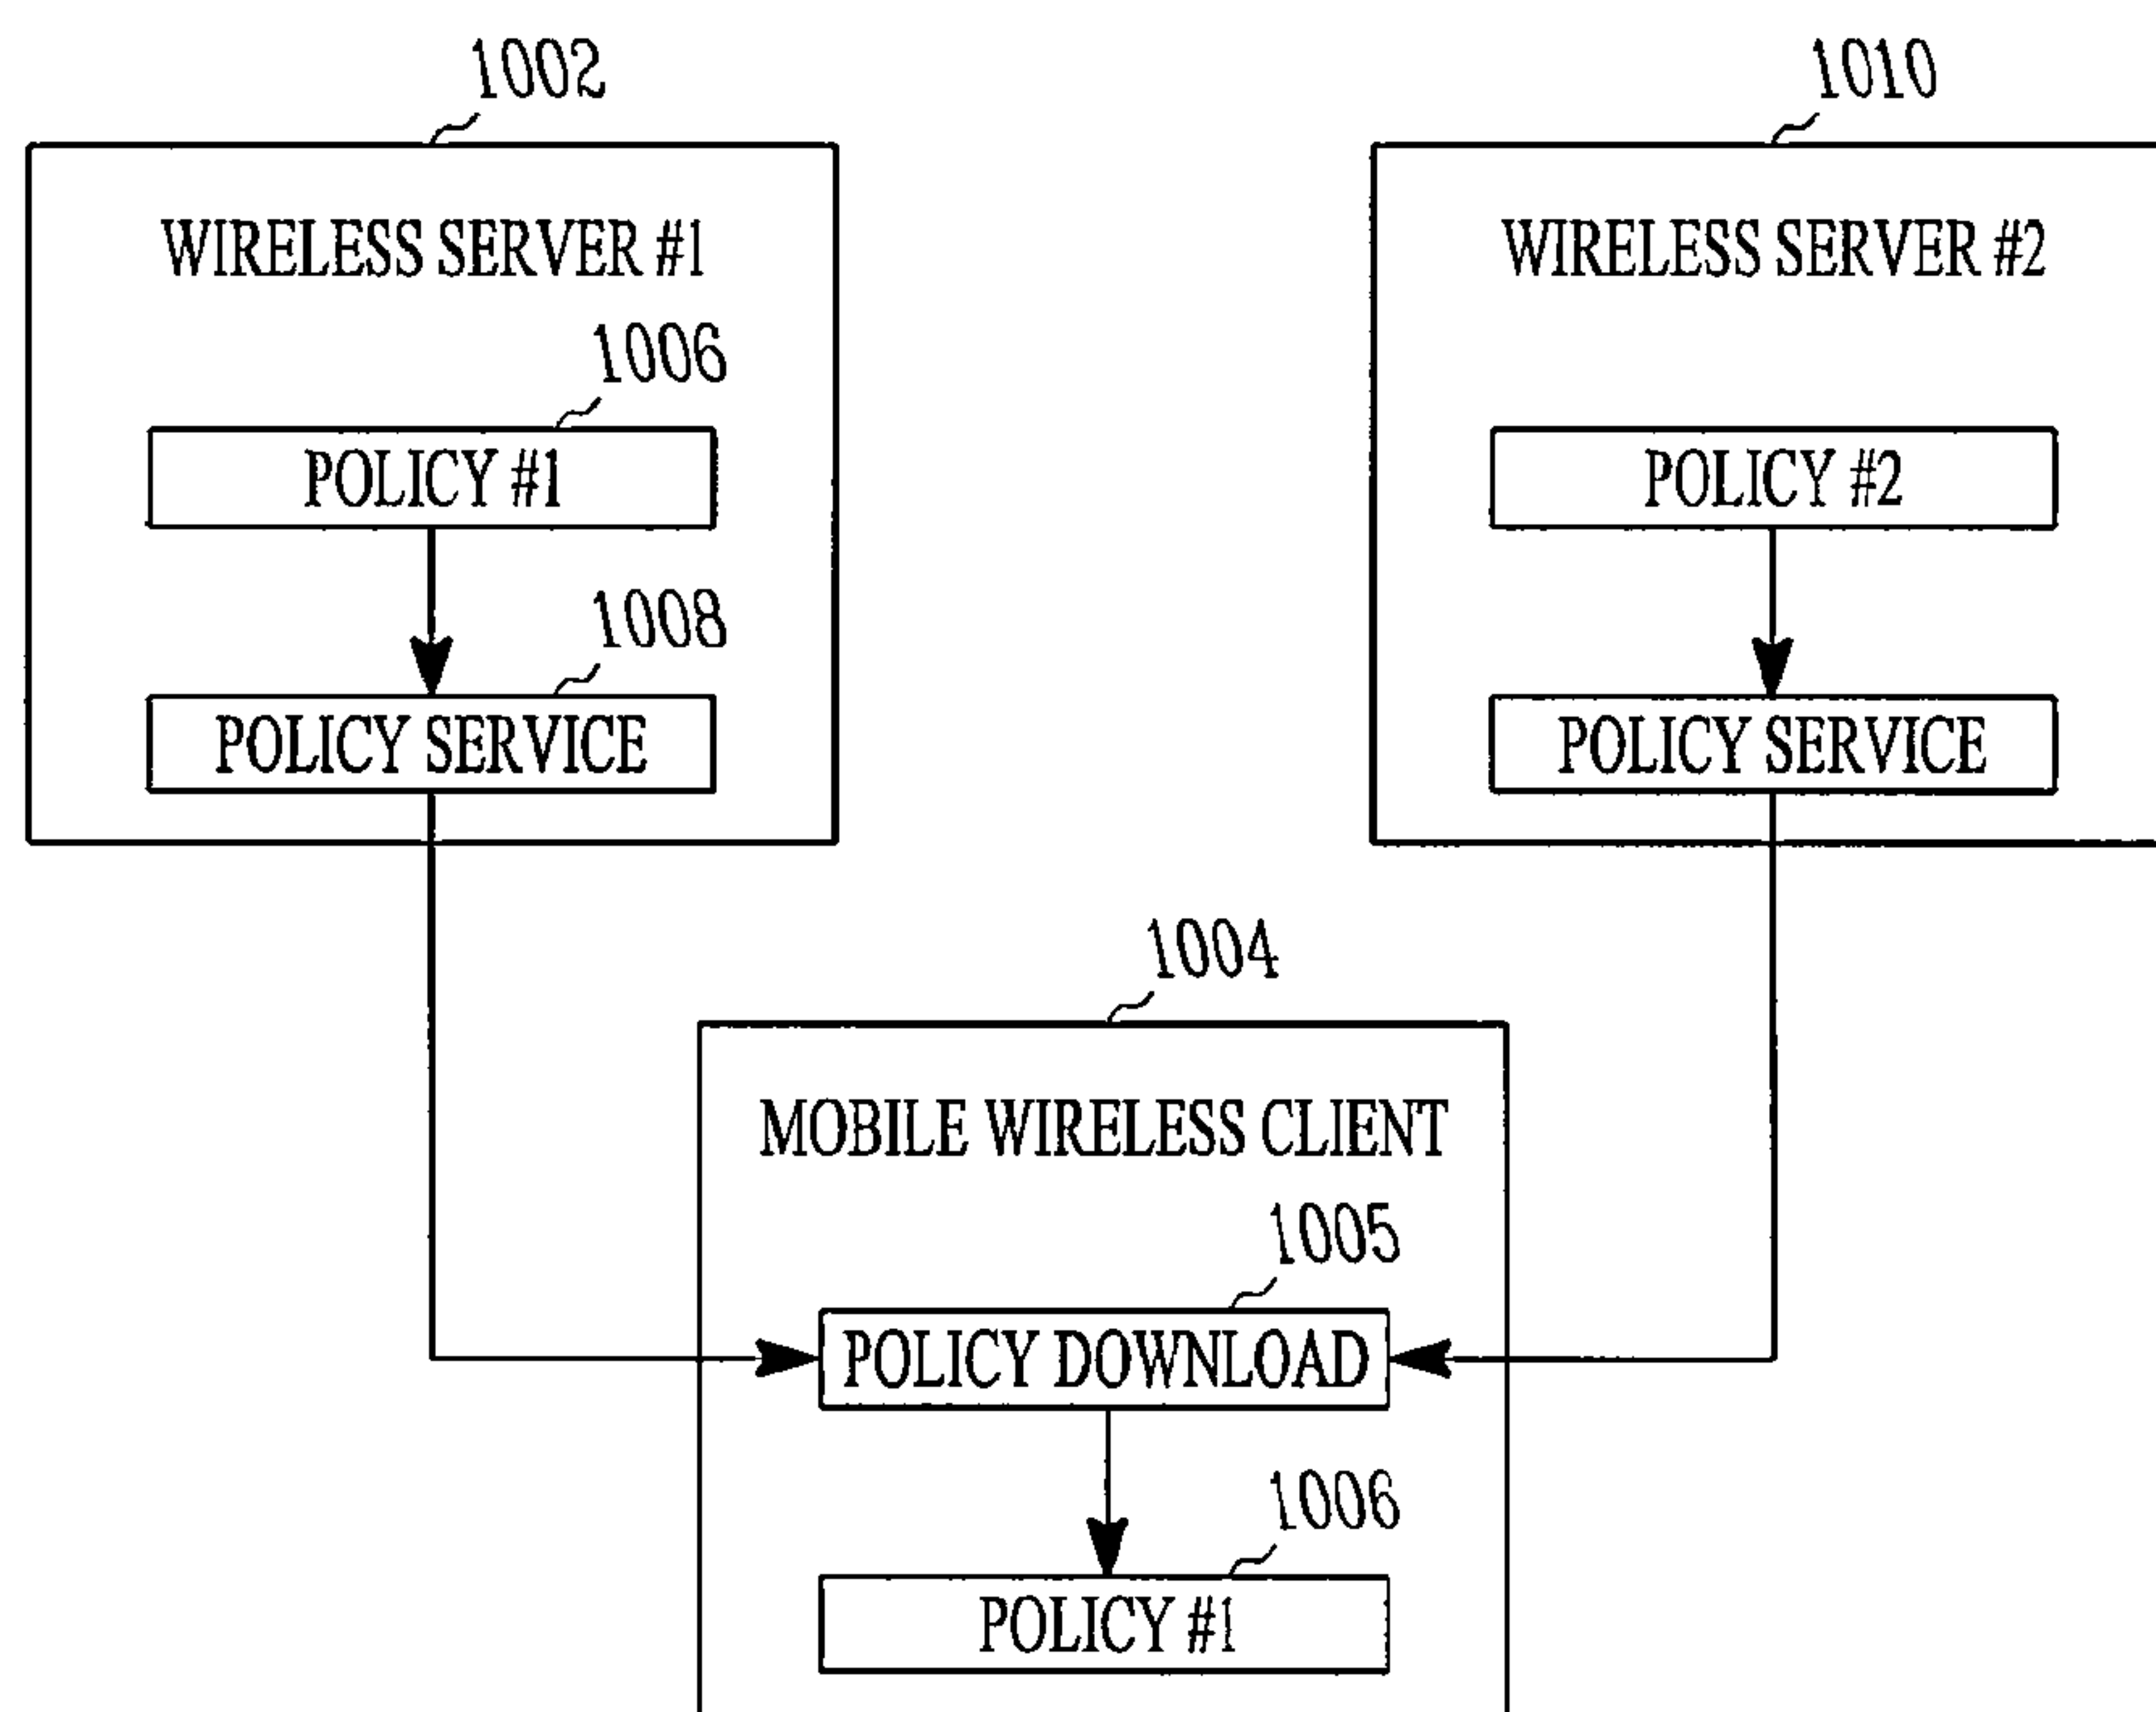 1002
WIRELESS SERVER #1
1006
POLICY #1
1008
POLICY SERVICE
1010
WIRELESS SERVER #2
POLICY #2
POLICY SERVICE
1004
MOBILE WIRELESS CLIENT
1005
POLICY DOWNLOAD
1006
POLICY #1